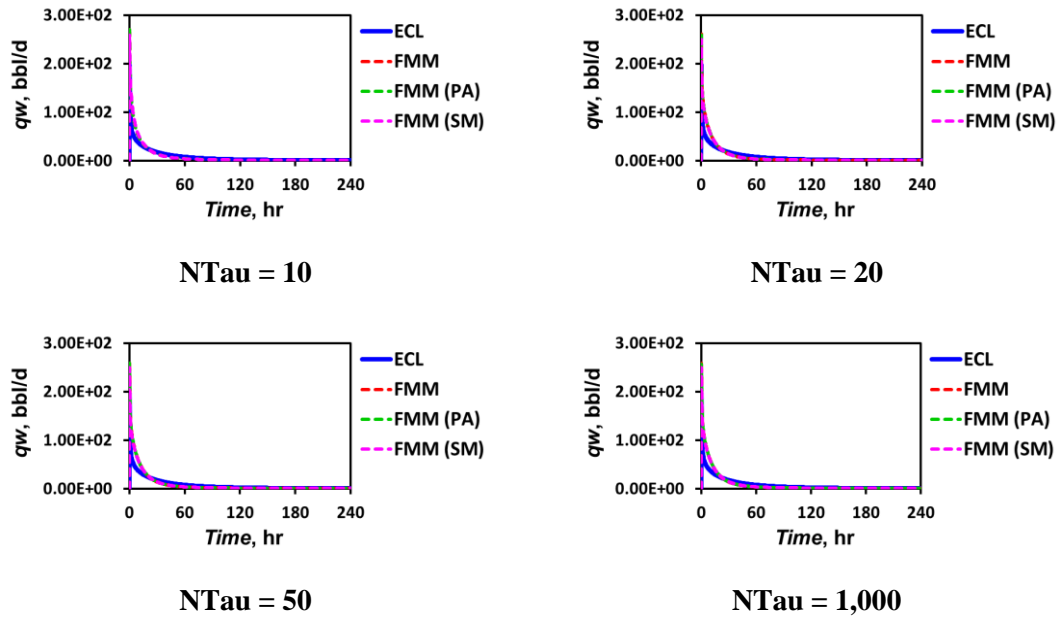 3.00E+02
2.00E+02
1.00E+02
0.00E+00
qw, bbl/d
0 60 120 180 240
Time, hr
ECL
FMM
FMM (PA)
FMM (SM)
NTau = 10
3.00E+02
2.00E+02
1.00E+02
0.00E+00
qw, bbl/d
0 60 120 180 240
Time, hr
ECL
FMM
FMM (PA)
FMM (SM)
NTau = 20
3.00E+02
2.00E+02
1.00E+02
0.00E+00
qw, bbl/d
0 60 120 180 240
Time, hr
ECL
FMM
FMM (PA)
FMM (SM)
NTau = 50
3.00E+02
2.00E+02
1.00E+02
0.00E+00
qw, bbl/d
0 60 120 180 240
Time, hr
ECL
FMM
FMM (PA)
FMM (SM)
NTau = 1,000